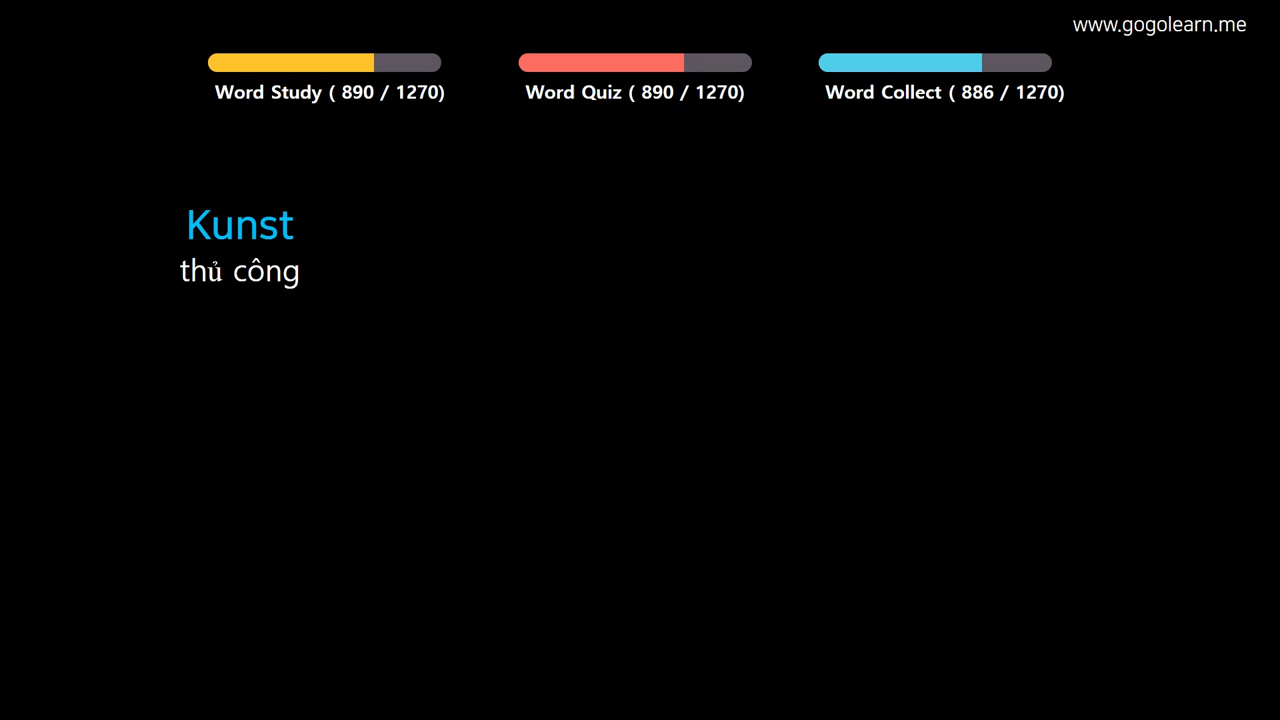 www.gogolearn.me
Word Study ( 890 / 1270)
Word Quiz ( 890 / 1270)
Word Collect ( 886 / 1270)
Kunst
thủ công